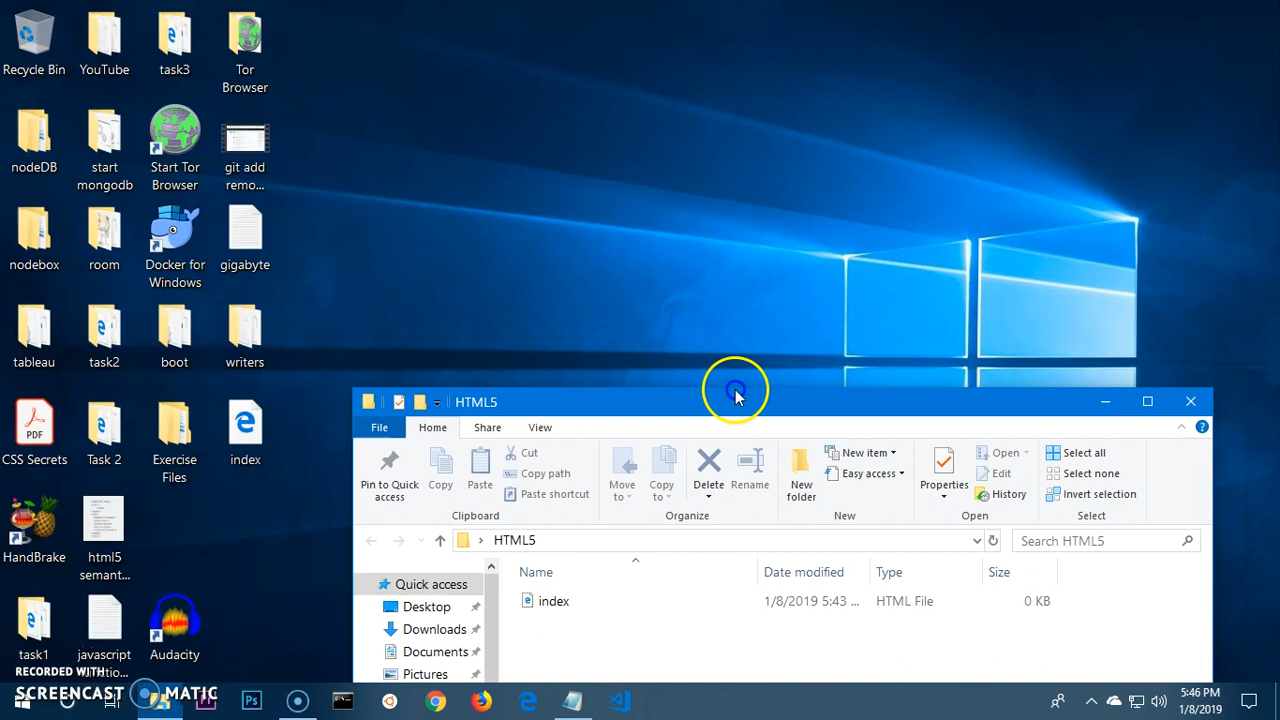 Recycle Bin
YouTube
task3
Tor
Browser
nodeDB
start
mongodb
Start Tor
Browser
git add
remo...
nodebox
room
Docker for
Windows
gigabyte
tableau
task2
boot
writers
PDF
CSS Secrets
Task 2
Exercise
Files
index
HandBrake
html5
semant...
Audacity
task1
javascript
HTML5
File
Home
Share
View
Pin to Quick
access
Copy
Paste
Cut
Copy path
Paste shortcut
Clipboard
Move
to
Copy
to
Delete
Rename
Organize
New
folder
New item
Easy access
New
Properties
Open
Edit
History
Open
Select all
Select none
Invert selection
Select
HTML5
Search HTML5
Quick access
Desktop
Downloads
Documents
Pictures
Name
Date modified
Type
Size
index
1/8/2019 5:43 ...
HTML File
0 KB
RECORDED WITH
SCREENCAST MATIC
Ps
5:46 PM
1/8/2019